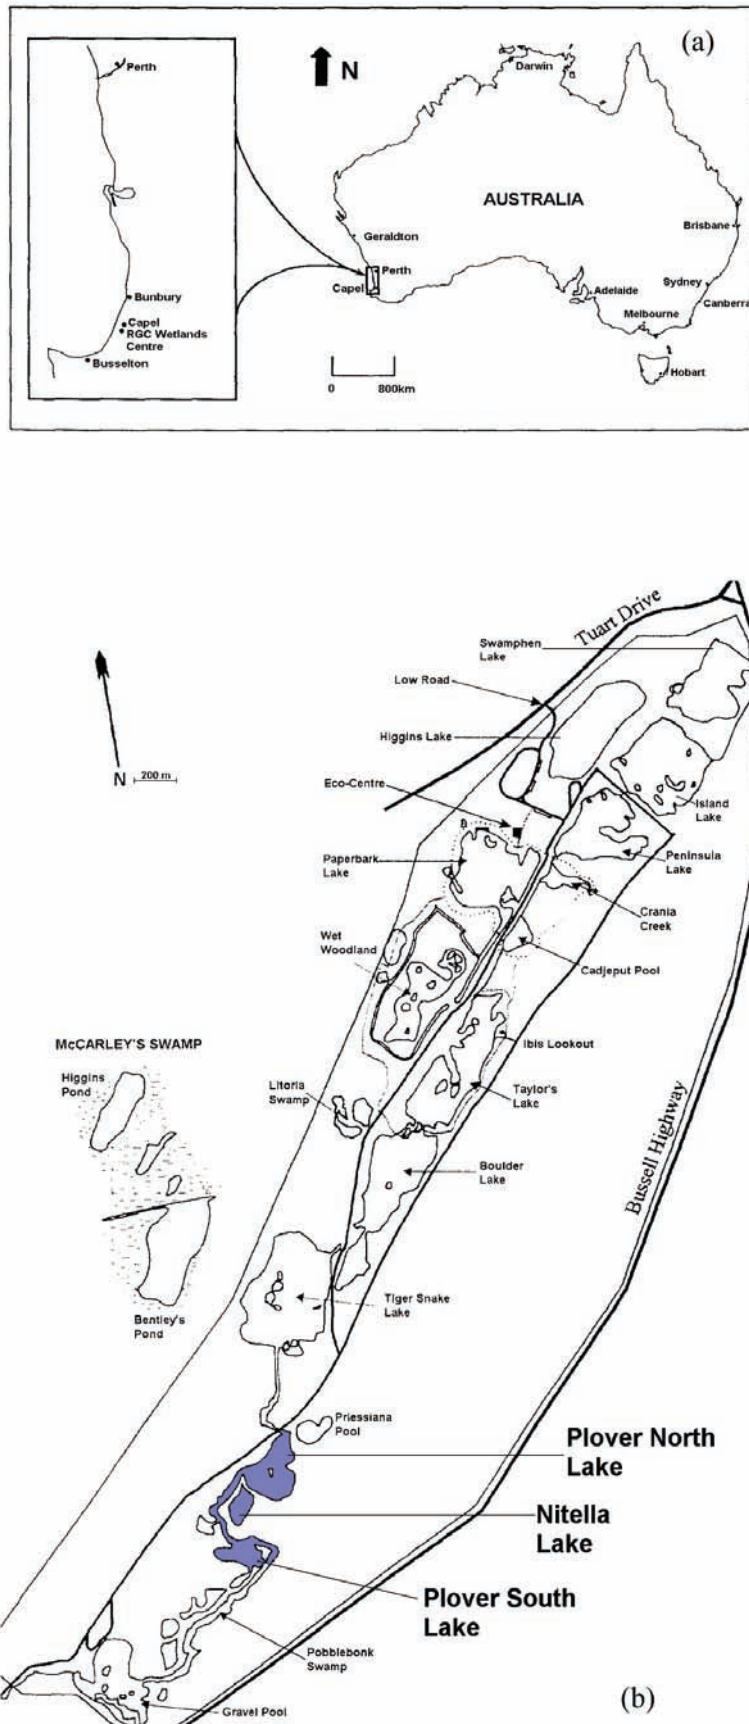 (a)
Perth
N
Darwin
AUSTRALIA
Geraldton
Brisbane
Perth
Capel
Adelaide
Sydney
Canberra
Melbourne
Bunbury
Capel
RGC Wetlands
Centre
Busselton
0 800km
Hobart
Tuart Drive
Swamphen
Lake
Low Road
Higgins Lake
N 200 m
Eco-Centre
Island
Lake
Paperbark
Lake
Peninsula
Lake
Crania
Creek
Wet
Woodland
Cadjeput Pool
McCARLEY'S SWAMP
Ibis Lookout
Higgins
Pond
Litoria
Swamp
Taylor's
Lake
Bussell Highway
Boulder
Lake
Bentley's
Pond
Tiger Snake
Lake
Priessiana
Pool
Plover North
Lake
Nitella
Lake
Plover South
Lake
Pobblebonk
Swamp
Gravel Pool
(b)